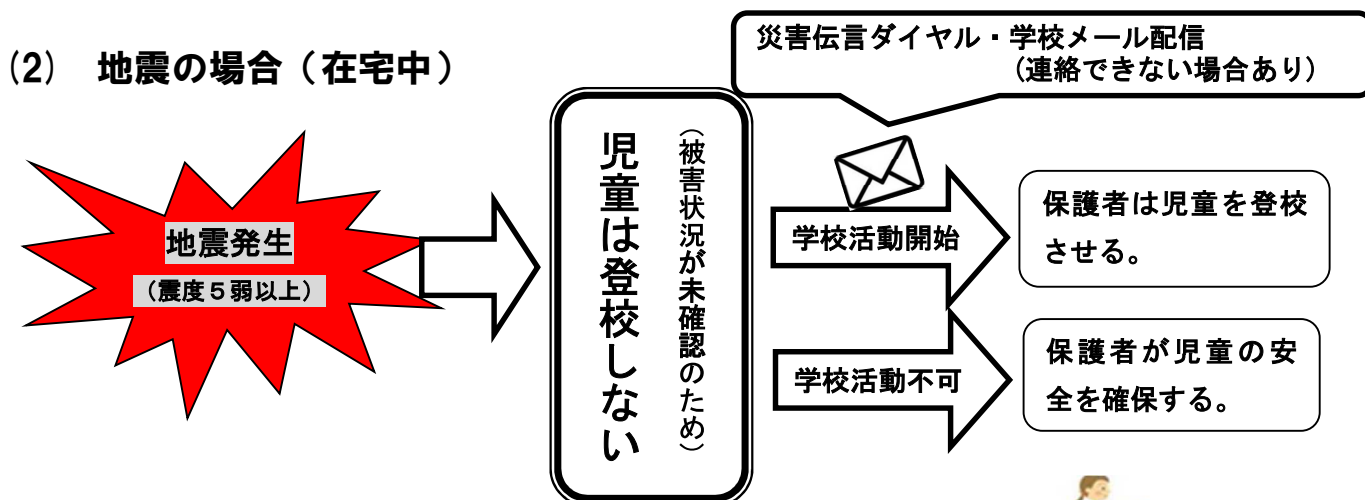 (2) 地震の場合（在宅中）
災害伝言ダイヤル・学校メール配信
(連絡できない場合あり)
地震発生
（震度５弱以上）
（被害状況が未確認のため）
児童は登校しない
学校活動開始
保護者は児童を登校
させる。
学校活動不可
保護者が児童の安
全を確保する。